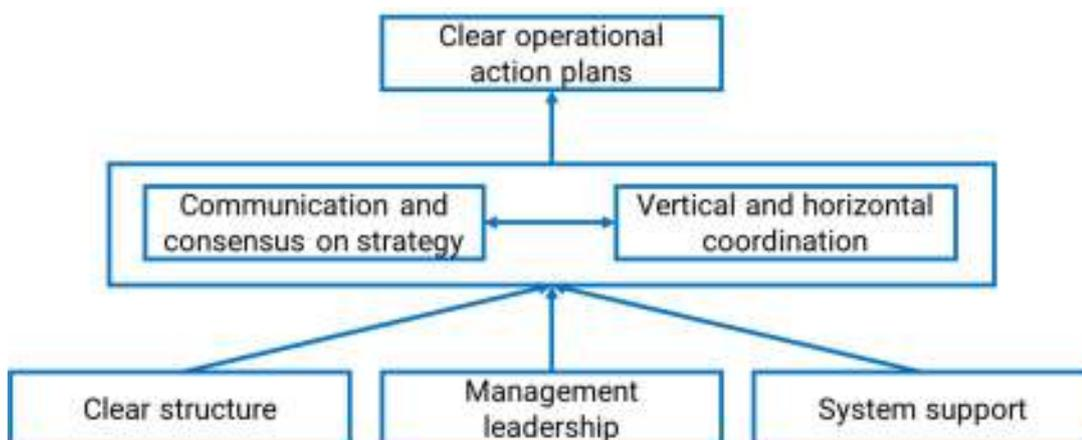 Clear operational
action plans
Communication and
consensus on strategy
Vertical and horizontal
coordination
Clear structure
Management
leadership
System support